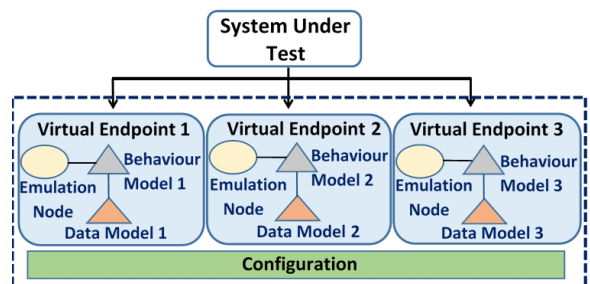 System Under
Test
Virtual Endpoint 1
Behaviour
Model 1
Emulation
Node
Data Model 1
Virtual Endpoint 2
Behaviour
Model 2
Emulation
Node
Data Model 2
Virtual Endpoint 3
Behaviour
Model 3
Emulation
Node
Data Model 3
Configuration